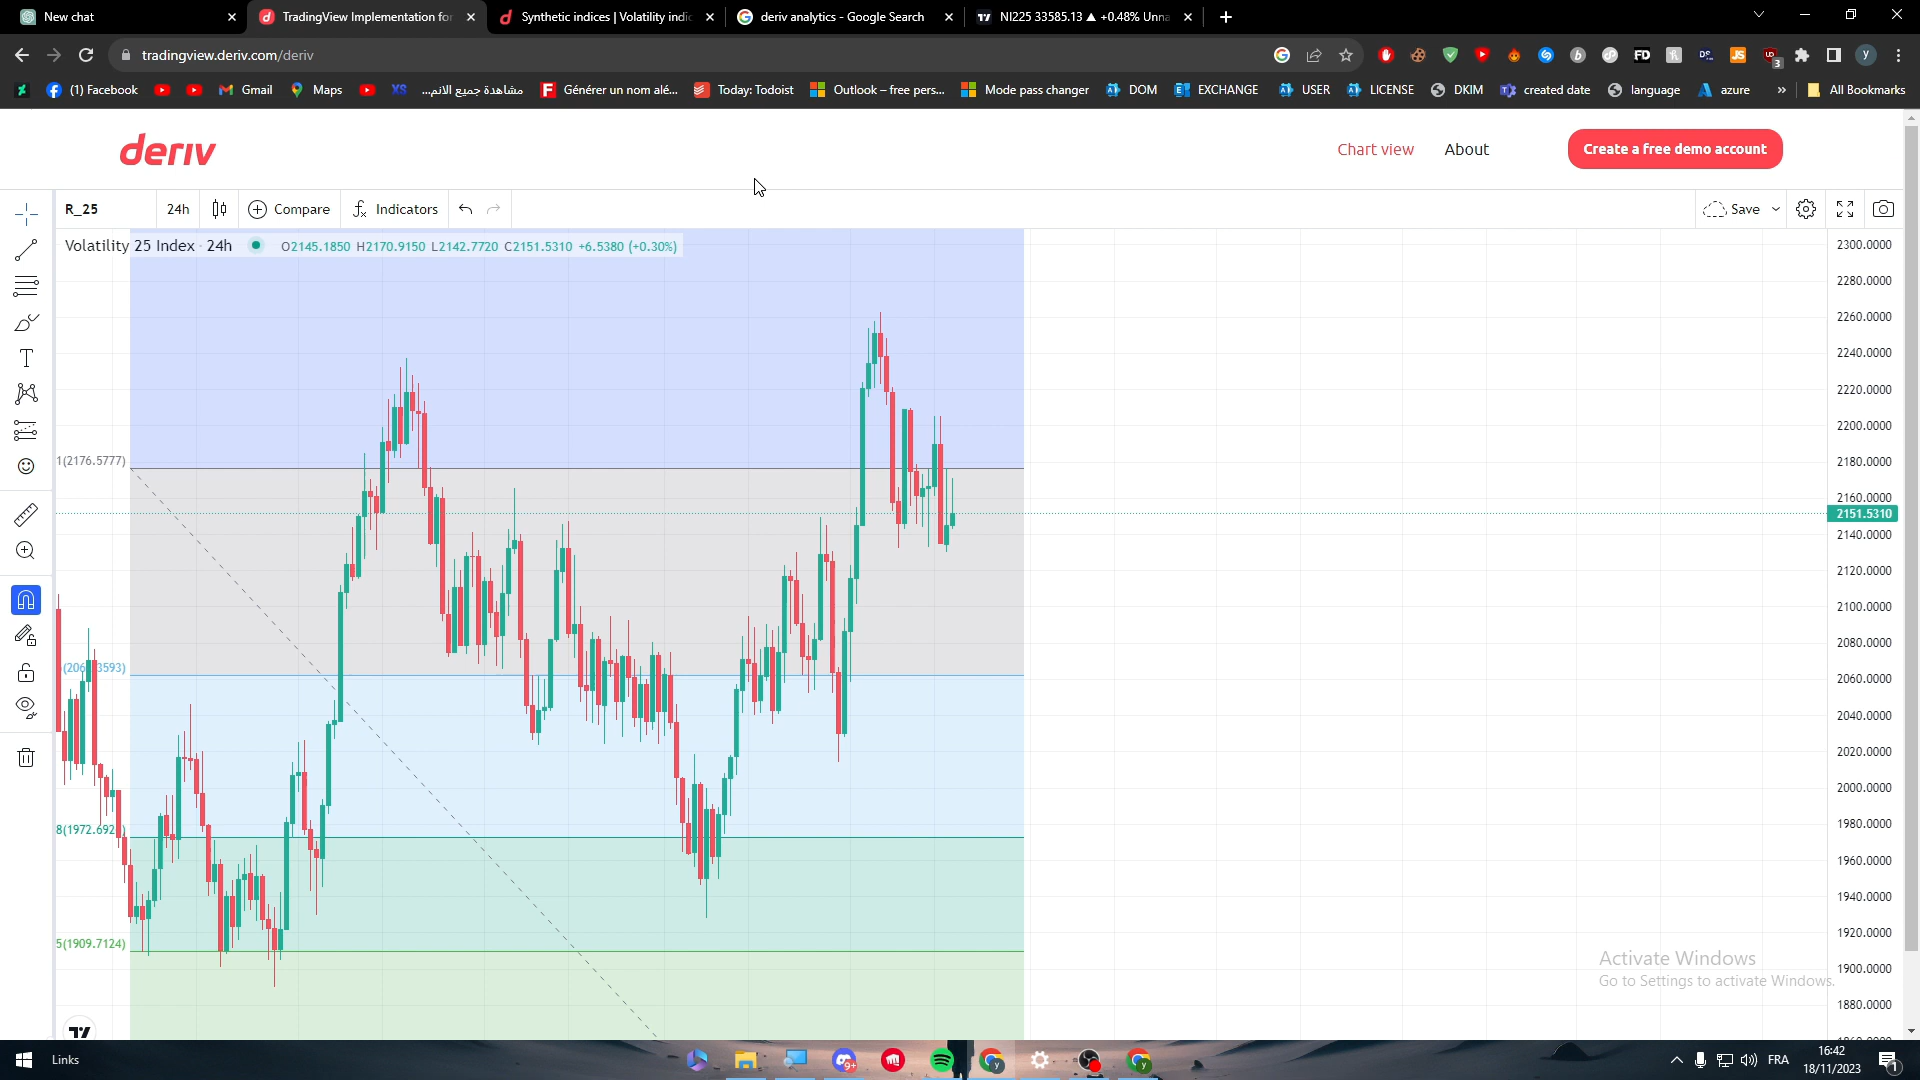 New chat
TradingView Implementation for
Synthetic indices | Volatility indic
deriv analytics - Google Search
NI225 33585.13 ▲ +0.48% Unna
tradingview.deriv.com/deriv
(1) Facebook
Gmail
Maps
مشاهدة جميع الانم...
Générer un nom alé...
Today: Todoist
Outlook – free pers...
Mode pass changer
DOM
EXCHANGE
USER
LICENSE
DKIM
created date
language
azure
»
All Bookmarks
deriv
Chart view
About
Create a free demo account
R_25
24h
Compare
Indicators
Save
Volatility 25 Index · 24h
O2145.1850 H2170.9150 L2142.7720 C2151.5310 +6.5380 (+0.30%)
2300.0000
2280.0000
2260.0000
2240.0000
2220.0000
2200.0000
2180.0000
2160.0000
2151.5310
2140.0000
2120.0000
2100.0000
2080.0000
2060.0000
2040.0000
2020.0000
2000.0000
1980.0000
1960.0000
1940.0000
1920.0000
1900.0000
1880.0000
1(2176.5777)
5(1909.7124)
Activate Windows
Go to Settings to activate Windows.
Links
FRA
16:42
18/11/2023